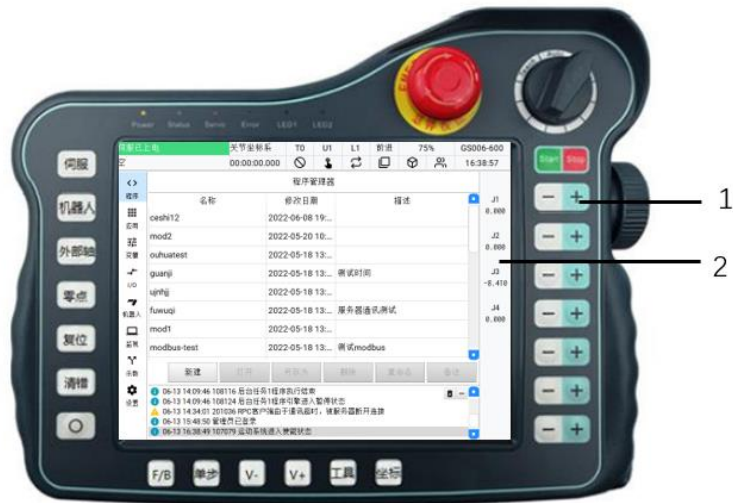 Power Status Servo Error LED1 LED2
Auto
Start Stop
伺服
机器人
外部轴
零点
复位
清错
伺服已上电 关节坐标系 T0 U1 L1 前进 75% GS006-600
00:00:00.000 16:38:57
程序管理器
名称 修改日期 描述
ceshi12 2022-06-08 19:...
mod2 2022-05-20 10:...
ouhuatest 2022-05-18 13:...
guanji 2022-05-18 13:... 测试时间
ujnhjj 2022-05-18 13:...
fuwuqi 2022-05-18 13:... 服务器通讯测试
mod1 2022-05-18 13:...
modbus-test 2022-05-18 13:... 测试modbus
新建 打开 另存为 删除 重命名 备注
程序
应用
变量
I/O
机器人
监视
示教
设置
06-13 14:09:46 108116 后台任务1程序执行结束
06-13 14:09:46 108124 后台任务1程序引擎进入暂停状态
06-13 14:34:01 201036 RPC客户端由于通讯超时，被服务器断开连接
06-13 15:48:50 管理员已登录
06-13 16:38:49 107079 运动系统进入使能状态
J1
0.000
J2
0.000
J3
-8.410
J4
0.000
- +
- +
- +
- +
- +
- +
- +
1
2
F/B 单步 V- V+ 工具 坐标